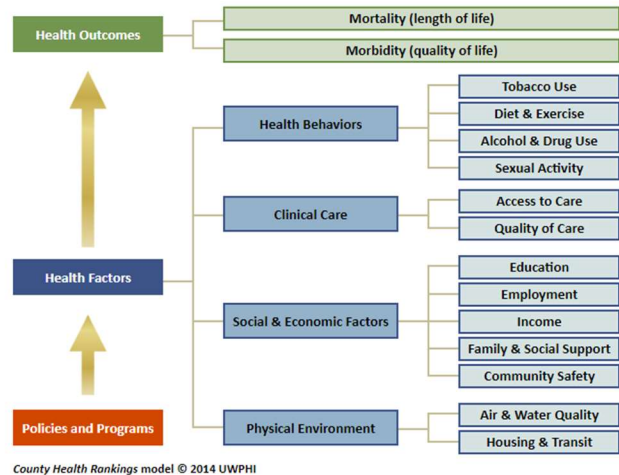 Health Outcomes
Mortality (length of life)
Morbidity (quality of life)
Health Factors
Health Behaviors
Tobacco Use
Diet & Exercise
Alcohol & Drug Use
Sexual Activity
Clinical Care
Access to Care
Quality of Care
Social & Economic Factors
Education
Employment
Income
Family & Social Support
Community Safety
Physical Environment
Air & Water Quality
Housing & Transit
Policies and Programs
County Health Rankings model © 2014 UWPHI